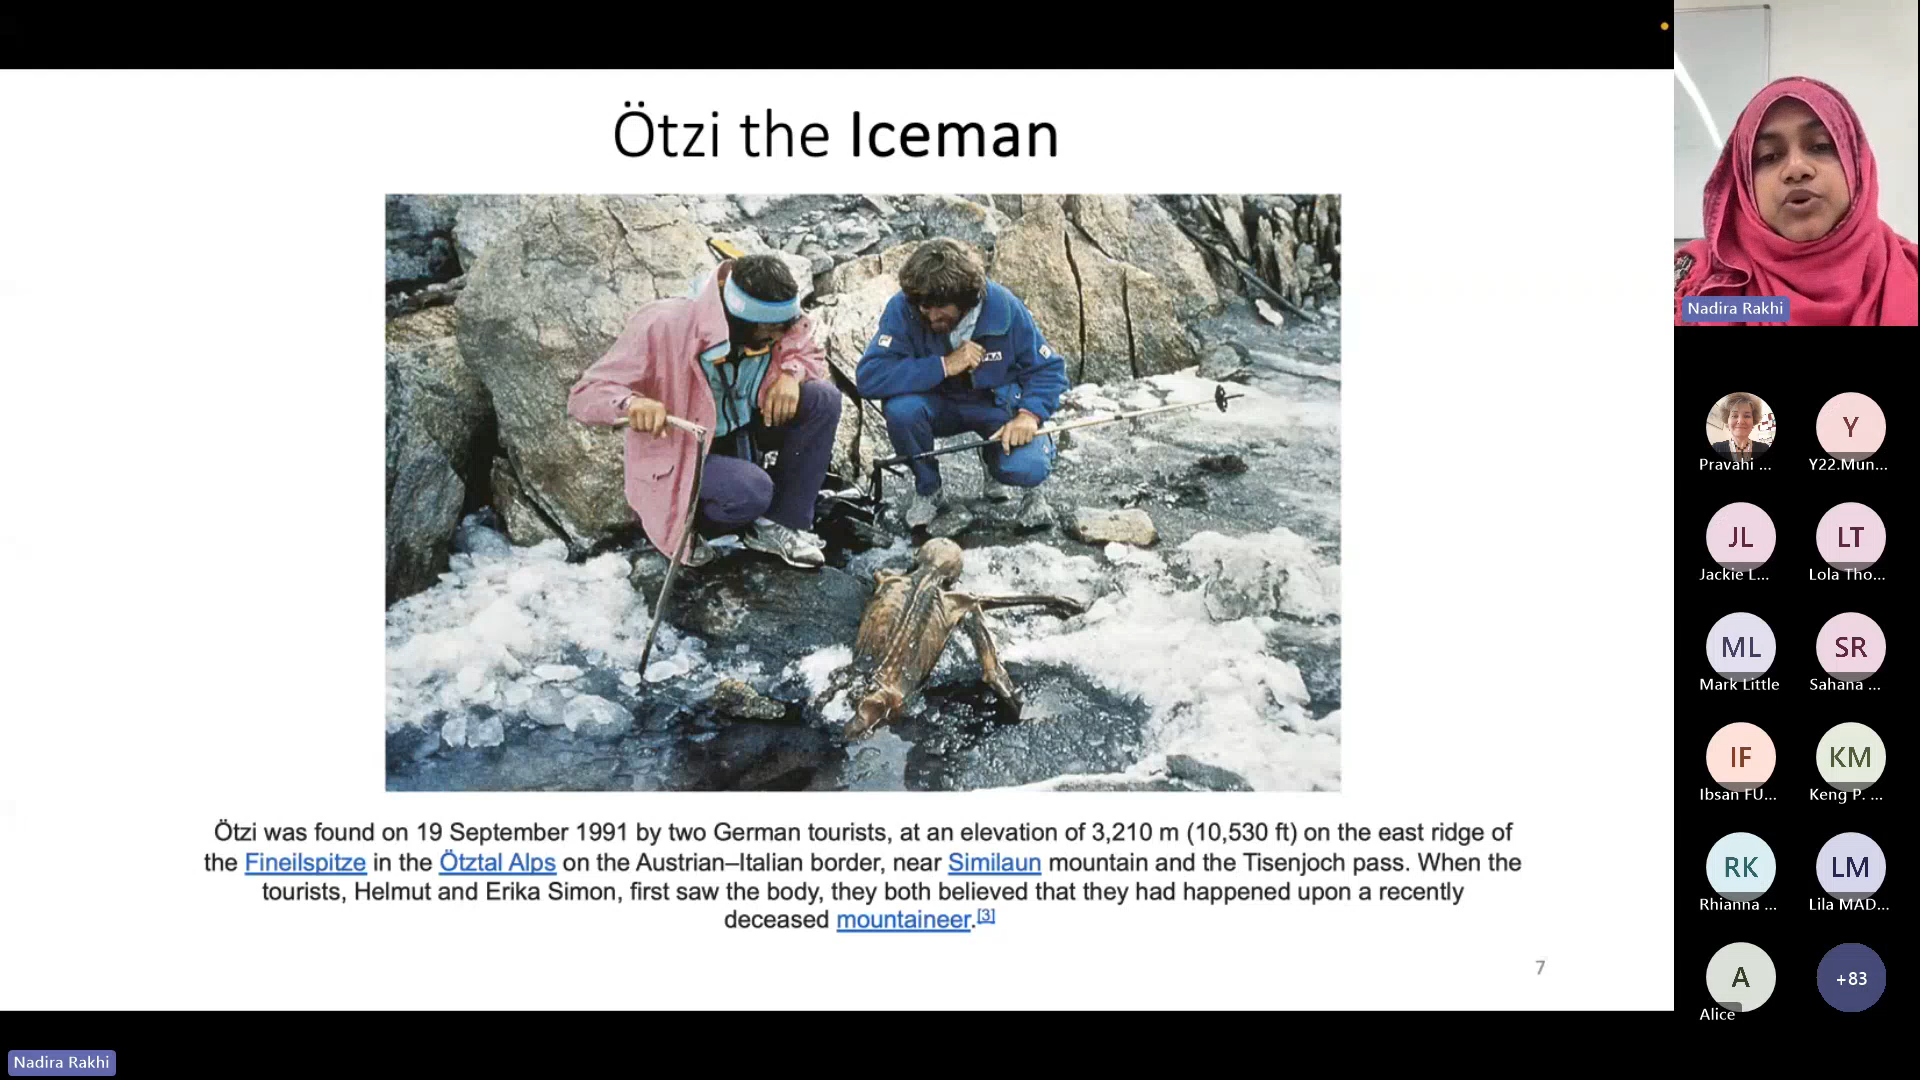 Ötzi the Iceman
FILA
Ötzi was found on 19 September 1991 by two German tourists, at an elevation of 3,210 m (10,530 ft) on the east ridge of
the Fineilspitze in the Ötztal Alps on the Austrian–Italian border, near Similaun mountain and the Tisenjoch pass. When the
tourists, Helmut and Erika Simon, first saw the body, they both believed that they had happened upon a recently
deceased mountaineer.[3]
7
Nadira Rakhi
Nadira Rakhi
Pravahi ...
Y
Y22.Mun...
JL
Jackie L...
LT
Lola Tho...
ML
Mark Little
SR
Sahana ...
IF
Ibsan FU...
KM
Keng P. ...
RK
Rhianna ...
LM
Lila MAD...
A
Alice
+83